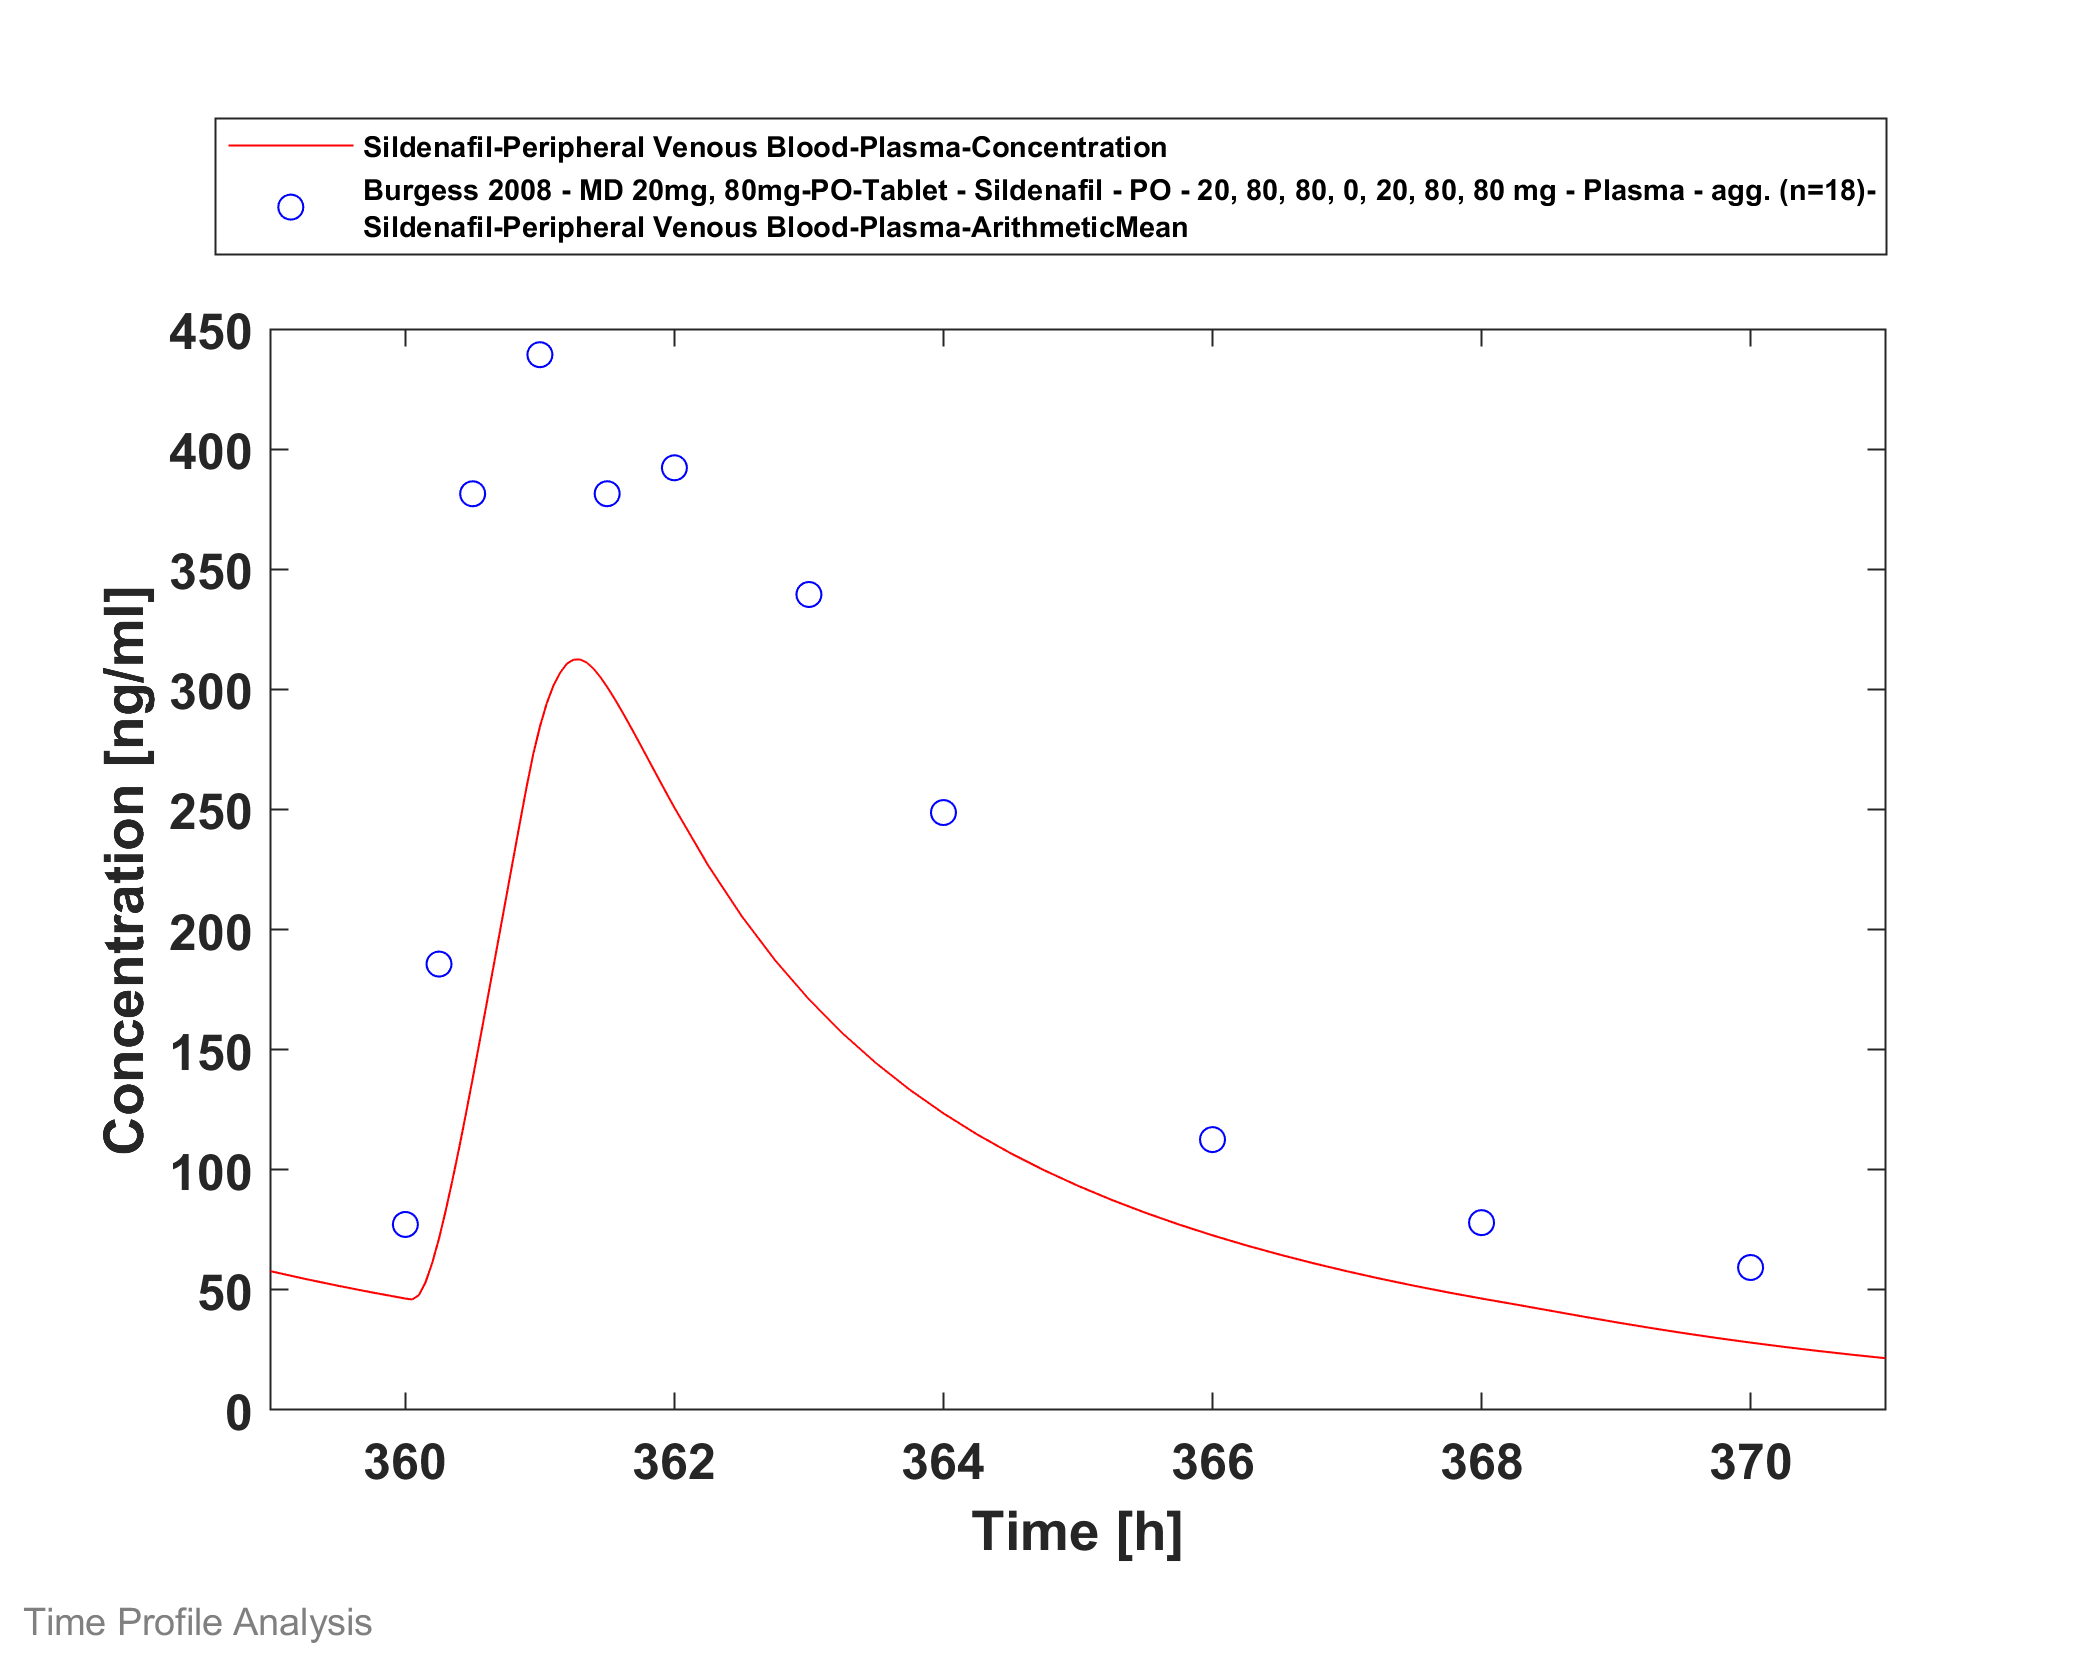 Sildenafil-Peripheral Venous Blood-Plasma-Concentration
Burgess 2008 - MD 20mg, 80mg-PO-Tablet - Sildenafil - PO - 20, 80, 80, 0, 20, 80, 80 mg - Plasma - agg. (n=18)-
Sildenafil-Peripheral Venous Blood-Plasma-ArithmeticMean
450
400
350
300
250
200
150
100
50
0
Concentration [ng/ml]
360 362 364 366 368 370
Time [h]
Time Profile Analysis